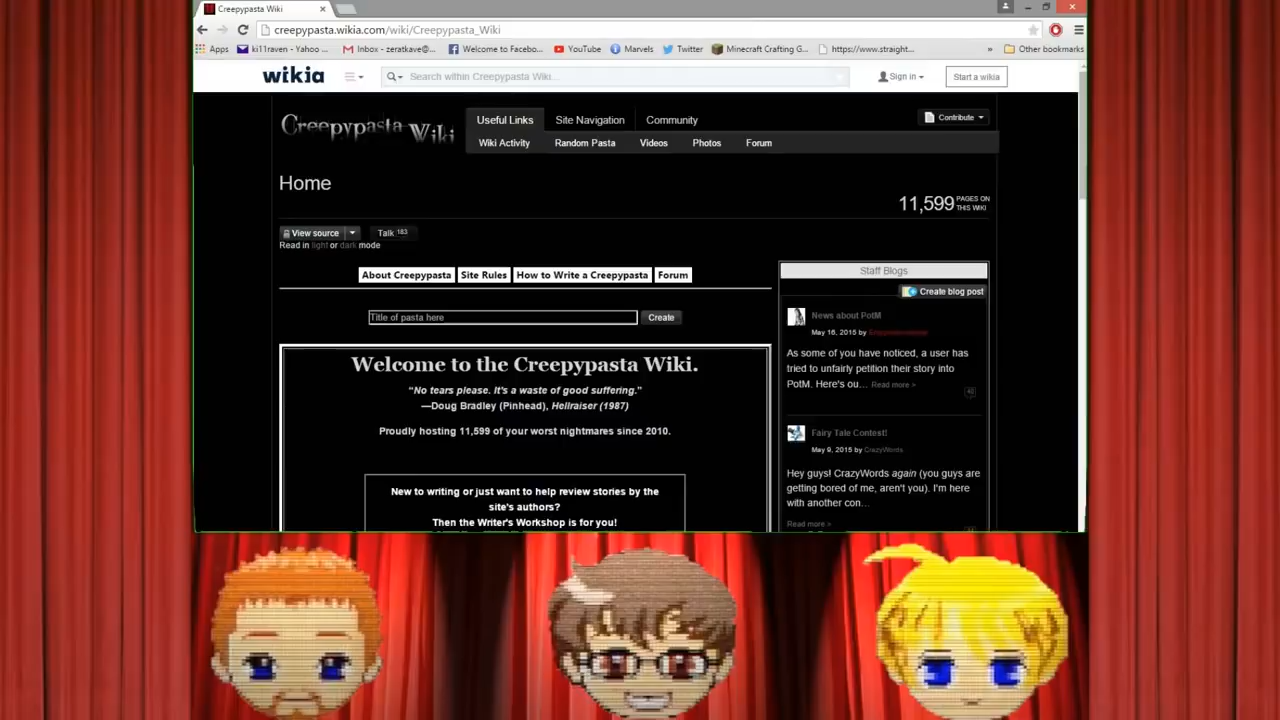 Creepypasta Wiki
creepypasta.wikia.com/wiki/Creepypasta_Wiki
Apps ki11raven - Yahoo ... Inbox - zeratkave@... Welcome to Facebo... YouTube Marvels Twitter Minecraft Crafting G... https://www.straight... » Other bookmarks
wikia Search within Creepypasta Wiki... Sign in Start a wikia
Creepypasta Wiki
Useful Links Site Navigation Community Contribute
Wiki Activity Random Pasta Videos Photos Forum
Home
11,599 PAGES ON THIS WIKI
View source Talk 183
Read in light or dark mode
About Creepypasta Site Rules How to Write a Creepypasta Forum
Title of pasta here Create
Welcome to the Creepypasta Wiki.
“No tears please. It's a waste of good suffering.”
—Doug Bradley (Pinhead), Hellraiser (1987)
Proudly hosting 11,599 of your worst nightmares since 2010.
New to writing or just want to help review stories by the
site's authors?
Then the Writer's Workshop is for you!
Staff Blogs
Create blog post
News about PotM
May 16, 2015 by
As some of you have noticed, a user has
tried to unfairly petition their story into
PotM. Here's ou... Read more >
Fairy Tale Contest!
May 9, 2015 by CrazyWords
Hey guys! CrazyWords again (you guys are
getting bored of me, aren't you). I'm here
with another con...
Read more >